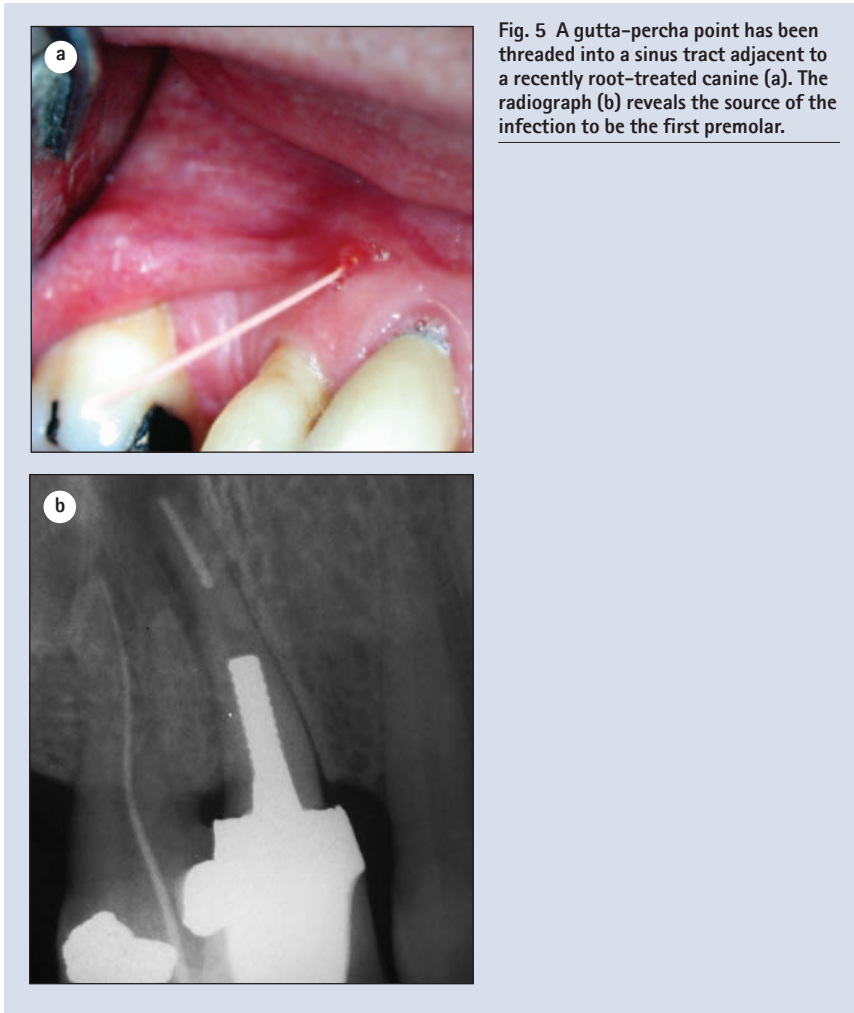 a
Fig. 5 A gutta-percha point has been
threaded into a sinus tract adjacent to
a recently root-treated canine (a). The
radiograph (b) reveals the source of the
infection to be the first premolar.
b